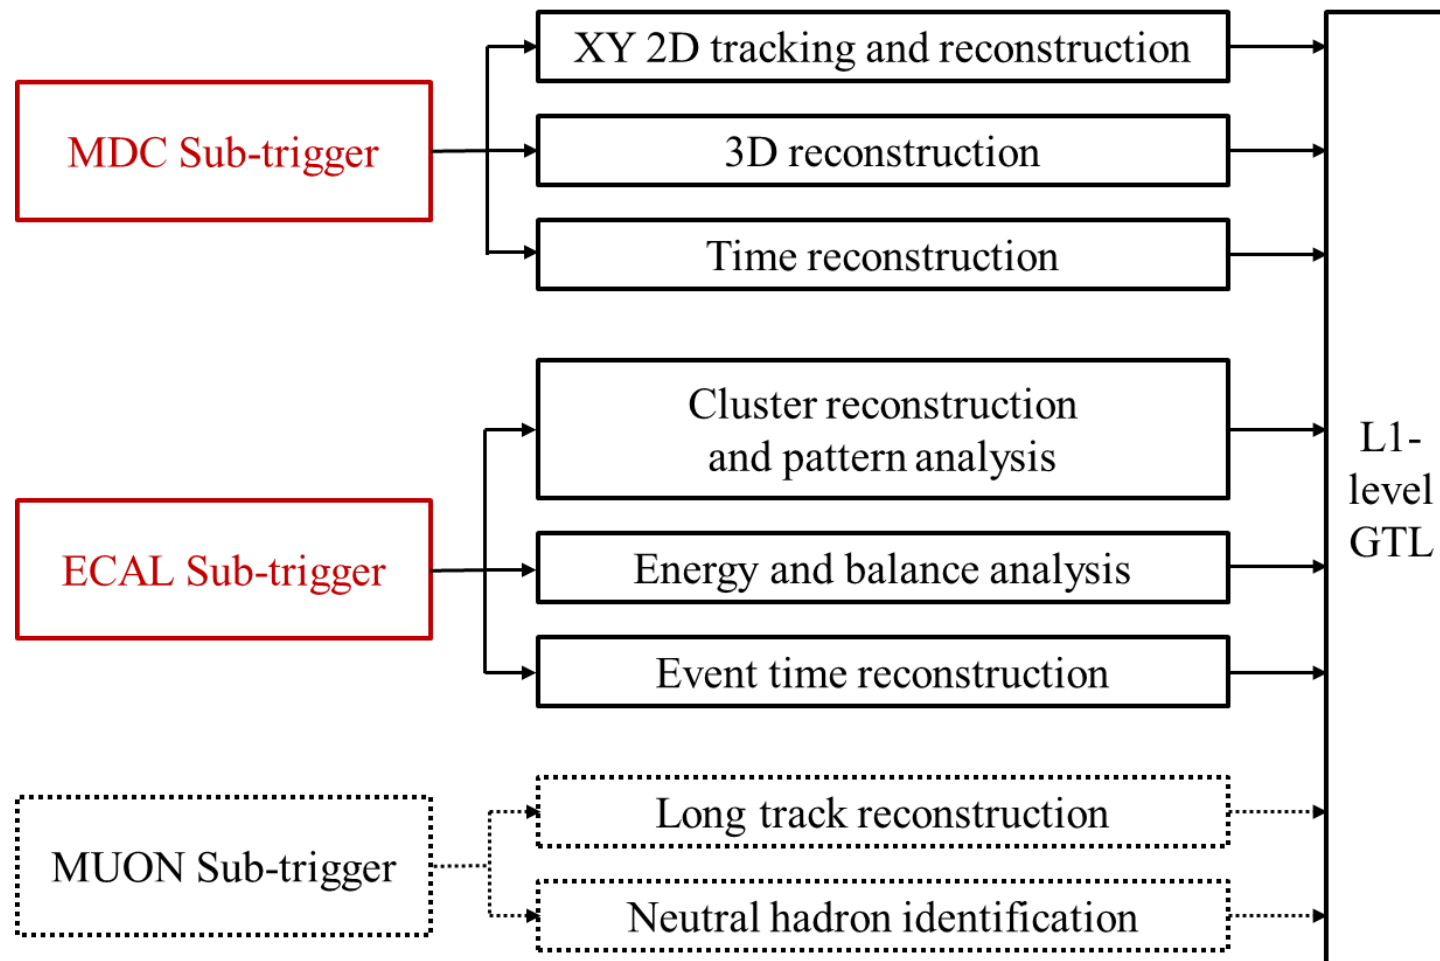 XY 2D tracking and reconstruction
MDC Sub-trigger
3D reconstruction
Time reconstruction
Cluster reconstruction
and pattern analysis
ECAL Sub-trigger
Energy and balance analysis
Event time reconstruction
MUON Sub-trigger
Long track reconstruction
Neutral hadron identification
L1-
level
GTL